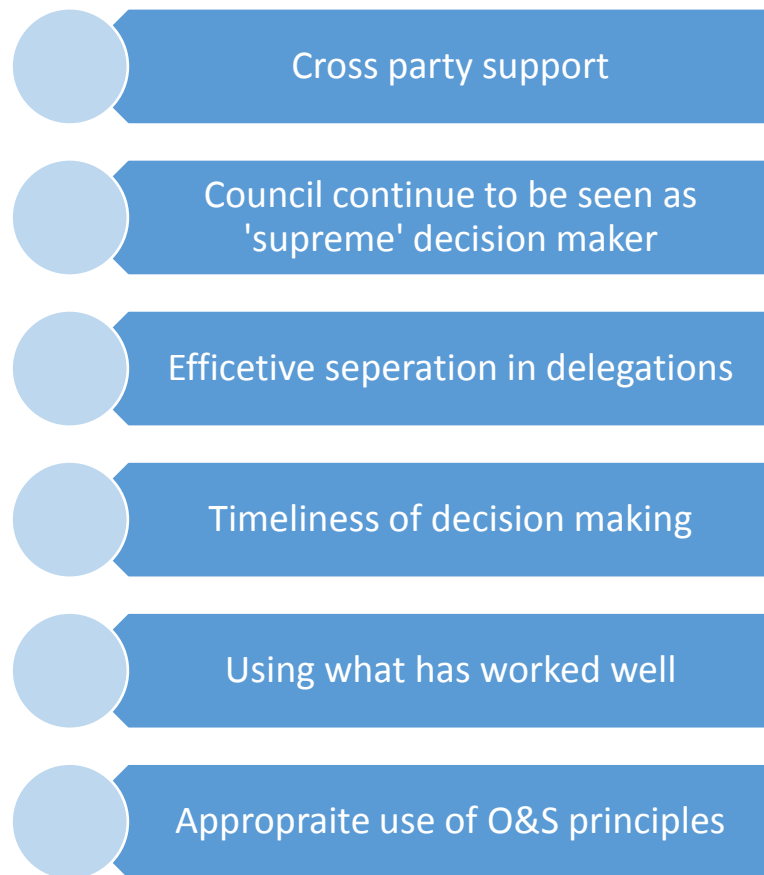 Cross party support
Council continue to be seen as
'supreme' decision maker
Efficetive seperation in delegations
Timeliness of decision making
Using what has worked well
Appropraite use of O&S principles